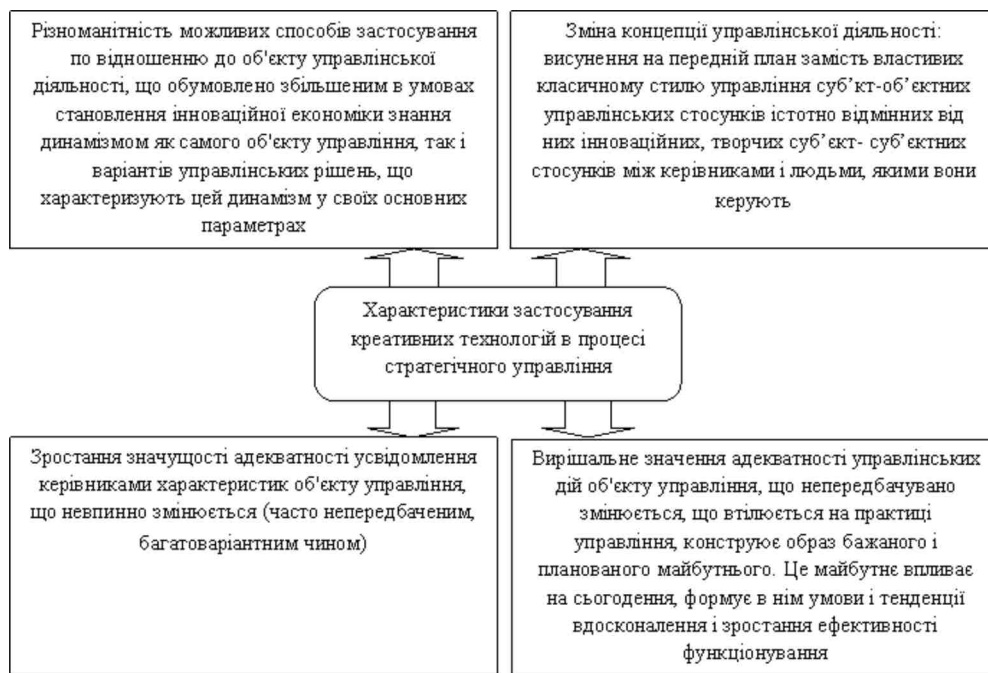 Різноманітність можливих способів застосування
по відношенню до об'єкту управлінської
діяльності, що обумовлено збільшеним в умовах
становлення інноваційної економіки знання
динамізмом як самого об'єкту управління, так і
варіантів управлінських рішень, що
характеризують цей динамізм у своїх основних
параметрах
Зміна концепції управлінської діяльності:
висунення на передній план замість властивих
класичному стилю управління суб’кт-об’єктних
управлінських стосунків істотно відмінних від
них інноваційних, творчих суб’єкт- суб’єктних
стосунків між керівниками і людьми, якими вони
керують
Характеристики застосування
креативних технологій в процесі
стратегічного управління
Зростання значущості адекватності усвідомлення
керівниками характеристик об'єкту управління,
що невпинно змінюється (часто непередбаченим,
багатоваріантним чином)
Вирішальне значення адекватності управлінських
дій об'єкту управління, що непередбачувано
змінюється, що втілюється на практиці
управління, конструює образ бажаного і
планованого майбутнього. Це майбутнє впливає
на сьогодення, формує в нім умови і тенденції
вдосконалення і зростання ефективності
функціонування